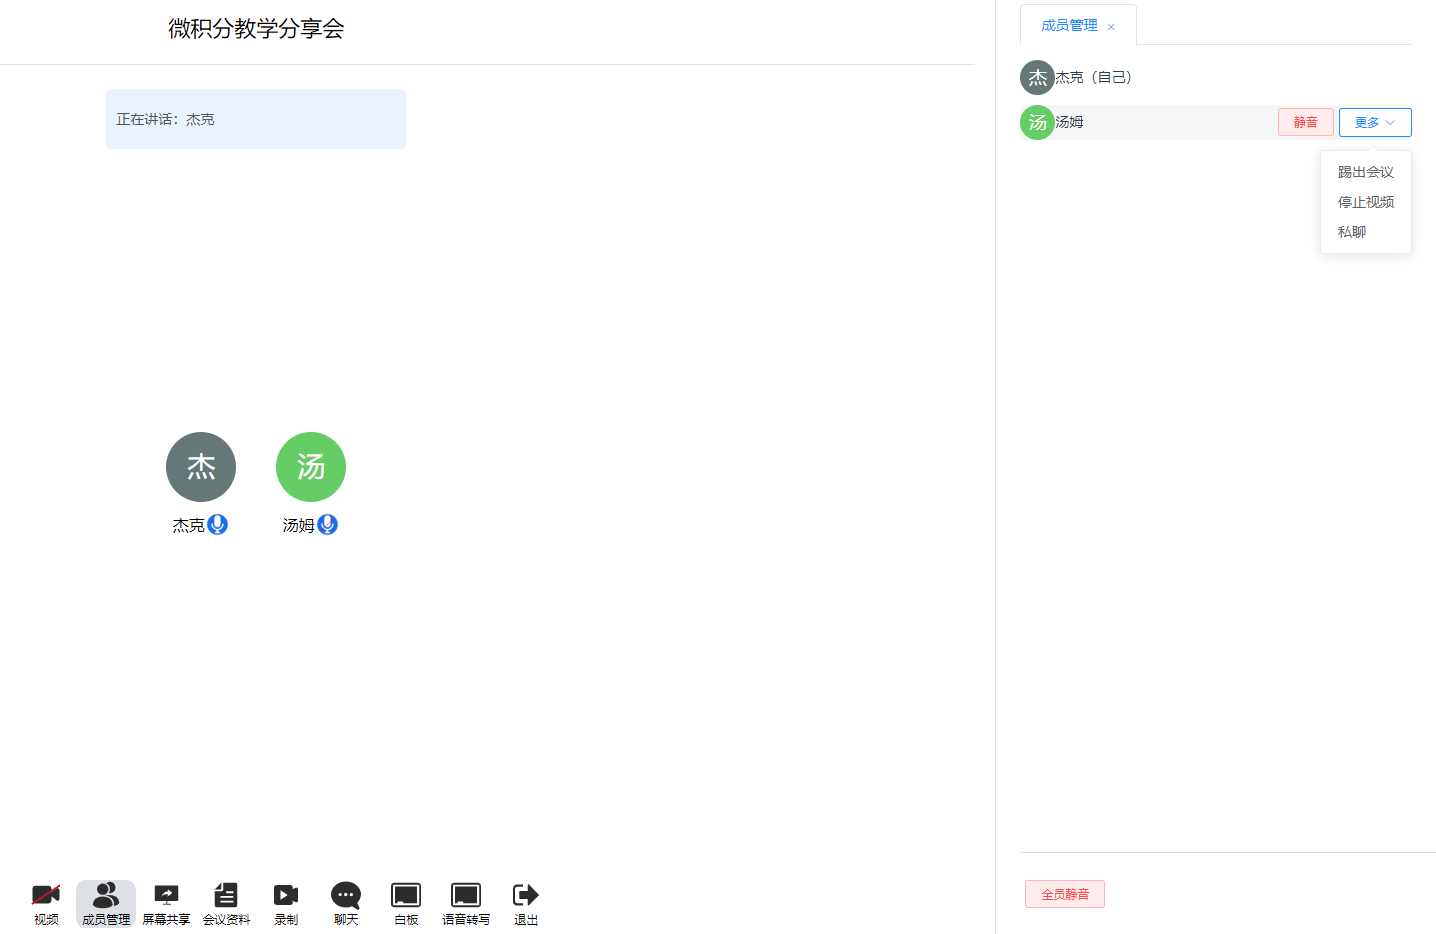 微积分教学分享会
正在讲话：杰克
杰
汤
杰克
汤姆
视频
成员管理
屏幕共享
会议资料
录制
聊天
白板
语音转写
退出
成员管理
杰 杰克（自己）
汤 汤姆 静音 更多
踢出会议
停止视频
私聊
全员静音